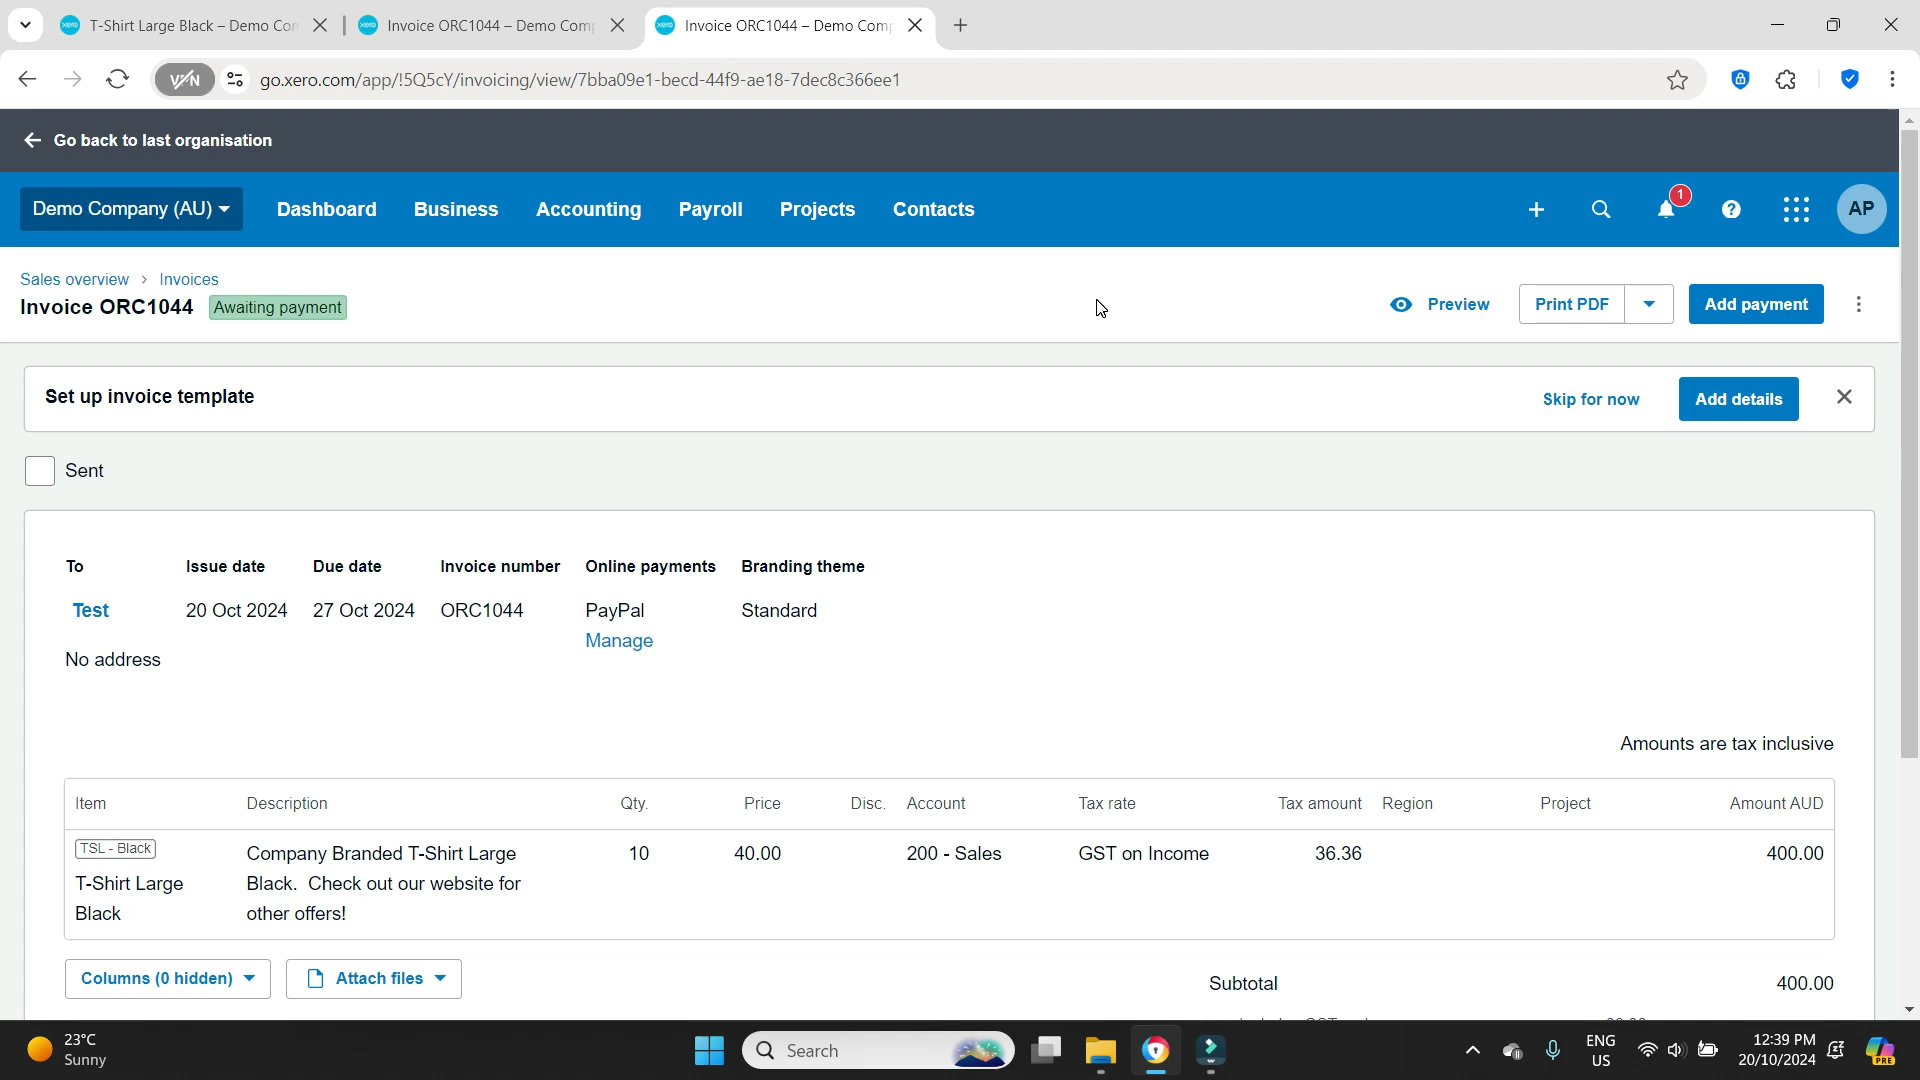 T-Shirt Large Black – Demo Con
Invoice ORC1044 – Demo Comp
Invoice ORC1044 – Demo Comp
VPN
go.xero.com/app/!5Q5cY/invoicing/view/7bba09e1-becd-44f9-ae18-7dec8c366ee1
Go back to last organisation
Demo Company (AU)
Dashboard
Business
Accounting
Payroll
Projects
Contacts
1
AP
Sales overview › Invoices
Invoice ORC1044
Awaiting payment
Preview
Print PDF
Add payment
Set up invoice template
Skip for now
Add details
Sent
To Issue date Due date Invoice number Online payments Branding theme
Test 20 Oct 2024 27 Oct 2024 ORC1044 PayPal Standard
Manage
No address
Amounts are tax inclusive
Item Description Qty. Price Disc. Account Tax rate Tax amount Region Project Amount AUD
TSL - Black Company Branded T-Shirt Large 10 40.00 200 - Sales GST on Income 36.36 400.00
T-Shirt Large Black. Check out our website for
Black other offers!
Columns (0 hidden)
Attach files
Subtotal 400.00
23°C
Sunny
Search
PRE
ENG
US
12:39 PM
20/10/2024